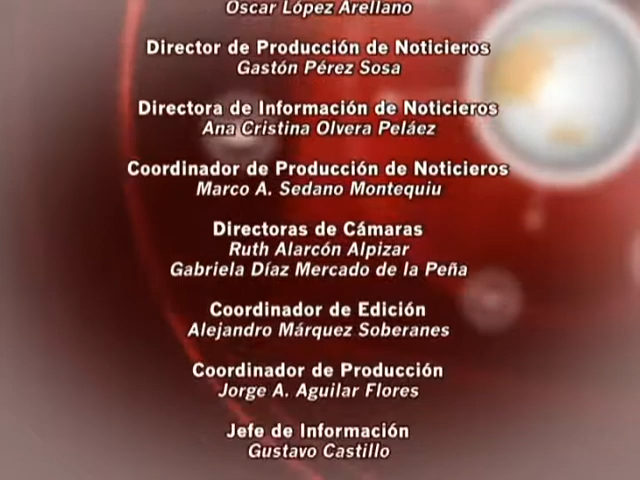 Oscar López Arellano
Director de Producción de Noticieros
Gastón Pérez Sosa
Directora de Información de Noticieros
Ana Cristina Olvera Peláez
Coordinador de Producción de Noticieros
Marco A. Sedano Montequiu
Directoras de Cámaras
Ruth Alarcón Alpizar
Gabriela Díaz Mercado de la Peña
Coordinador de Edición
Alejandro Márquez Soberanes
Coordinador de Producción
Jorge A. Aguilar Flores
Jefe de Información
Gustavo Castillo